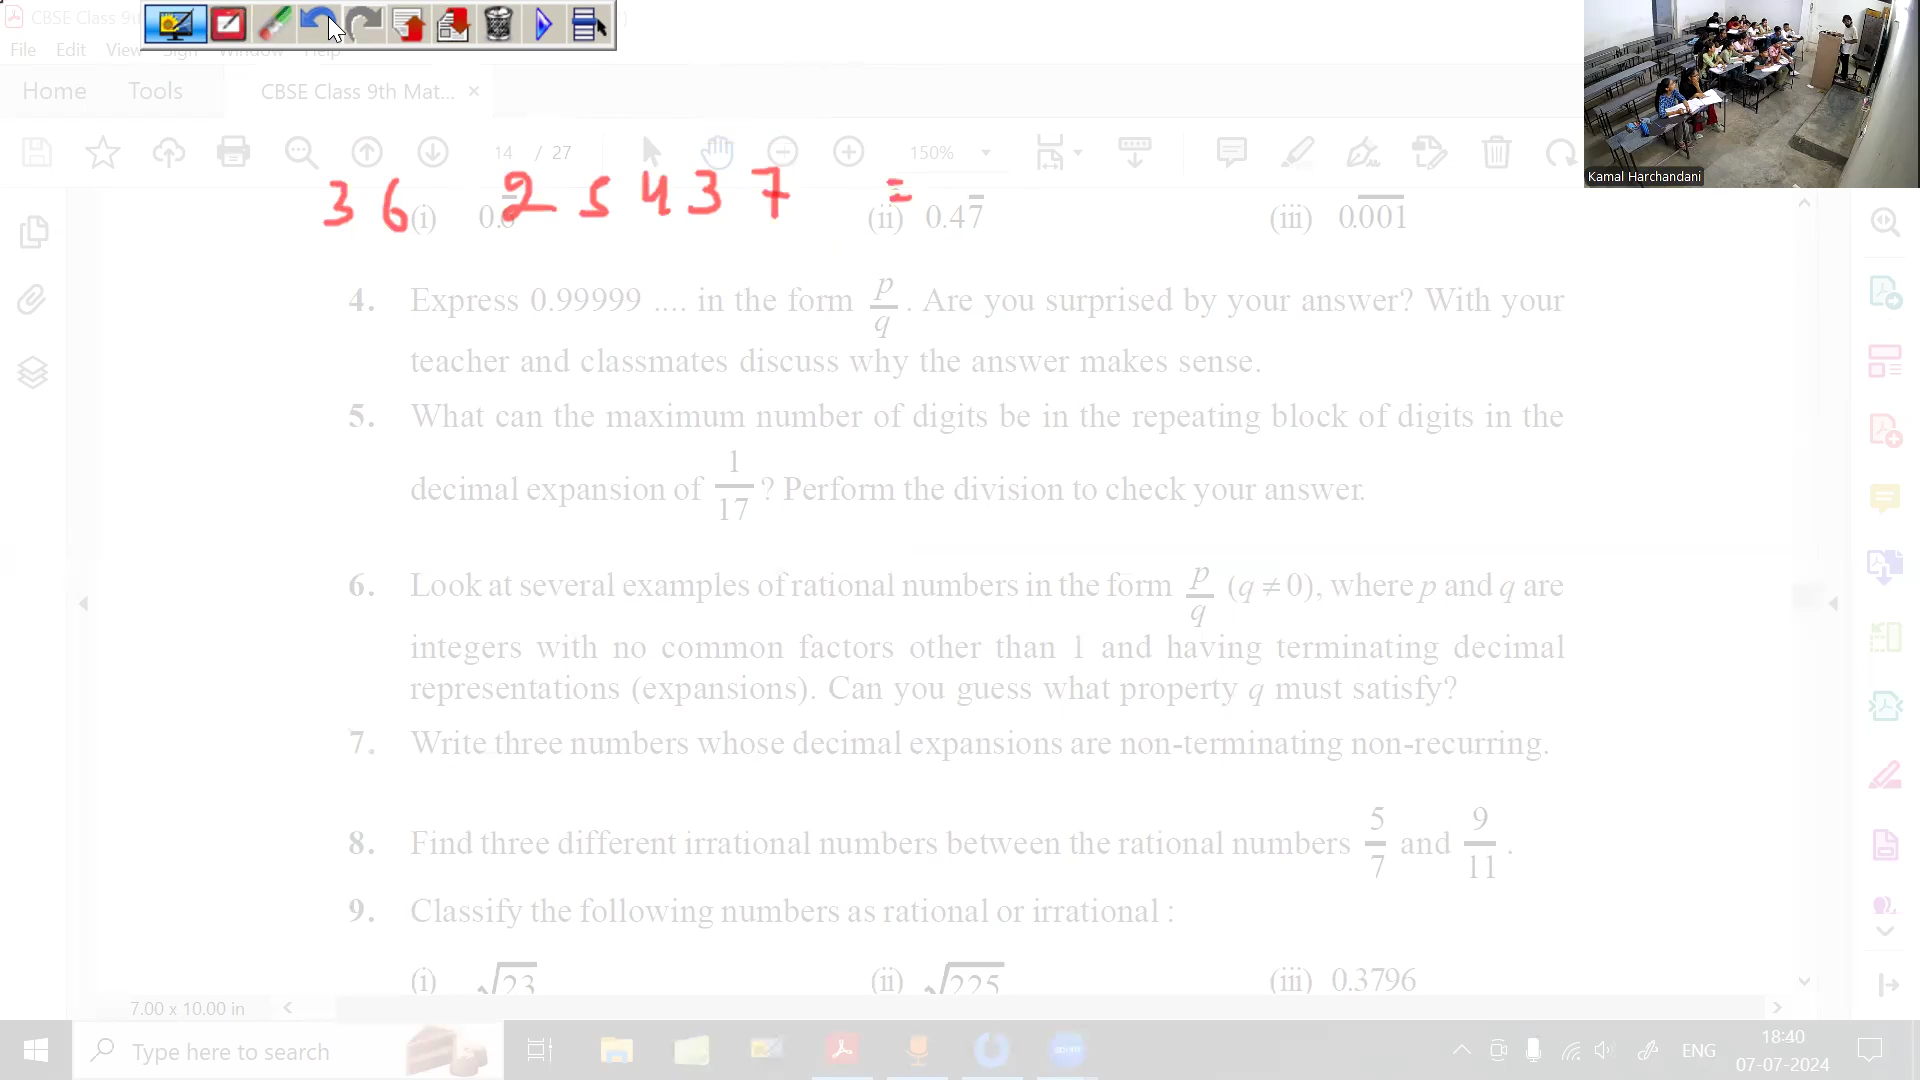 CBSE Class 9th
File Edit View Sign Window Help
Home Tools CBSE Class 9th Mat... ×
14 / 27 150%
Kamal Harchandani
3 6 2 5 4 3 7 =
(i) 0.6̅ (ii) 0.47̅ (iii) 0.0̅0̅1̅
4. Express 0.99999 .... in the form p/q . Are you surprised by your answer? With your
teacher and classmates discuss why the answer makes sense.
5. What can the maximum number of digits be in the repeating block of digits in the
decimal expansion of 1/17 ? Perform the division to check your answer.
6. Look at several examples of rational numbers in the form p/q (q ≠ 0), where p and q are
integers with no common factors other than 1 and having terminating decimal
representations (expansions). Can you guess what property q must satisfy?
7. Write three numbers whose decimal expansions are non-terminating non-recurring.
8. Find three different irrational numbers between the rational numbers 5/7 and 9/11 .
9. Classify the following numbers as rational or irrational :
(i) √23 (ii) √225 (iii) 0.3796
7.00 x 10.00 in
Type here to search
zoom
ENG
18:40
07-07-2024